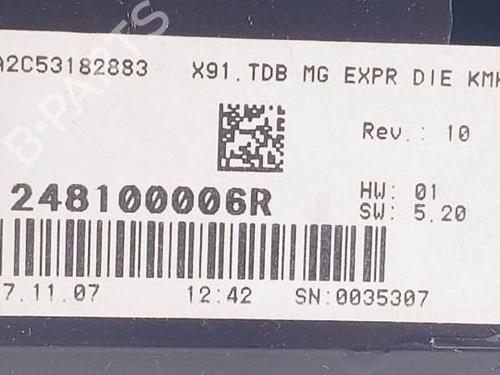 A2C53182883 X91.TDB MG EXPR DIE KMH
Rev.: 10
248100006R
HW: 01
SW: 5.20
7.11.07 12:42 SN:0035307
B-PARTS